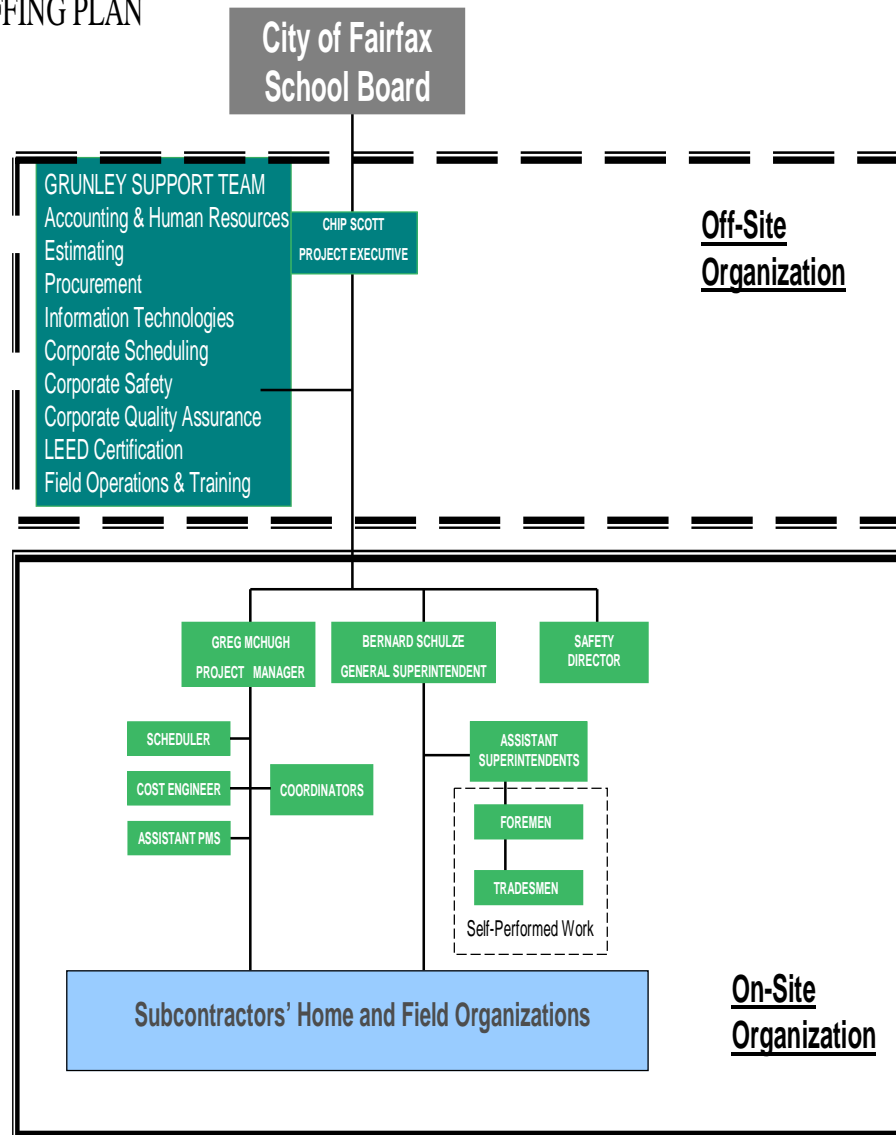 PLAN
City of Fairfax
School Board
GRUNLEY SUPPORT TEAM
Accounting & Human Resources
Estimating
Procurement
Information Technologies
Corporate Scheduling
Corporate Safety
Corporate Quality Assurance
LEED Certification
Field Operations & Training
CHIP SCOTT
PROJECT EXECUTIVE
Off-Site
Organization
GREG MCHUGH
PROJECT MANAGER
BERNARD SCHULZE
GENERAL SUPERINTENDENT
SAFETY
DIRECTOR
SCHEDULER
COST ENGINEER
ASSISTANT PMS
COORDINATORS
ASSISTANT
SUPERINTENDENTS
FOREMEN
TRADESMEN
Self-Performed Work
Subcontractors’ Home and Field Organizations
On-Site
Organization